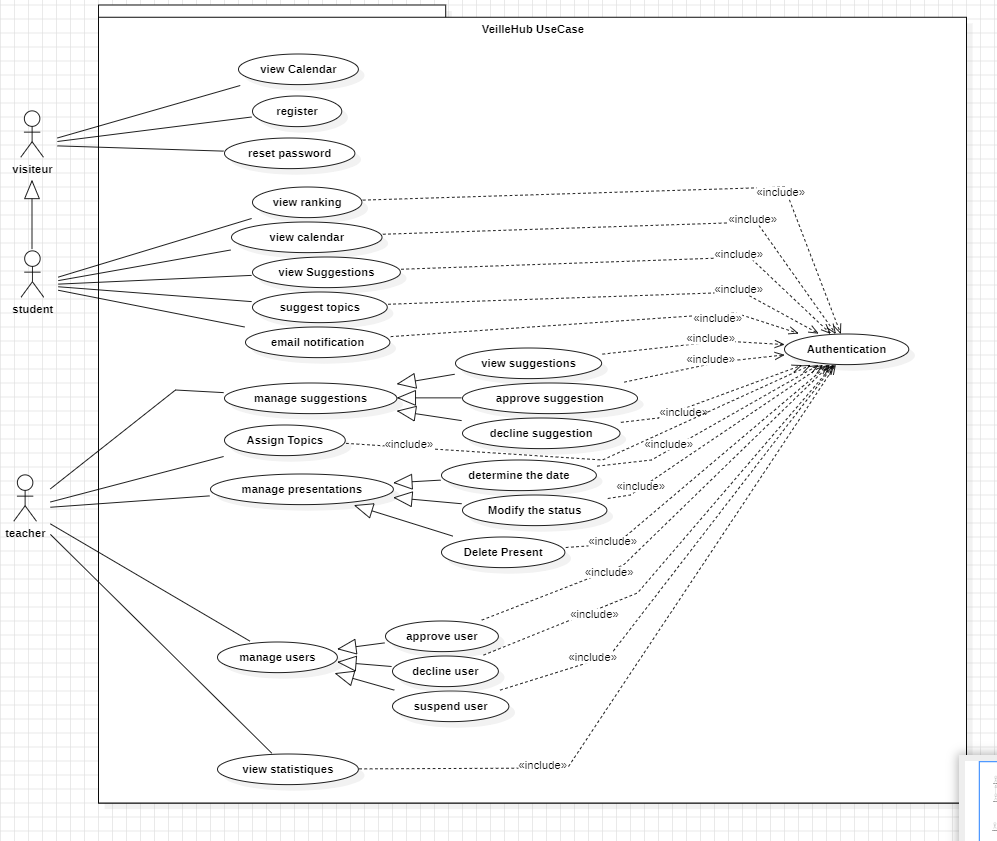 VeilleHub UseCase
view Calendar
register
visiteur
reset password
view ranking
«include»
view calendar
«include»
view Suggestions
«include»
suggest topics
«include»
student
email notification
«include»
Authentication
view suggestions
«include»
«include»
manage suggestions
approve suggestion
«include»
decline suggestion
Assign Topics
«include»
«include»
determine the date
manage presentations
«include»
Modify the status
teacher
Delete Present
«include»
«include»
«include»
approve user
manage users
«include»
decline user
suspend user
view statistiques
«include»